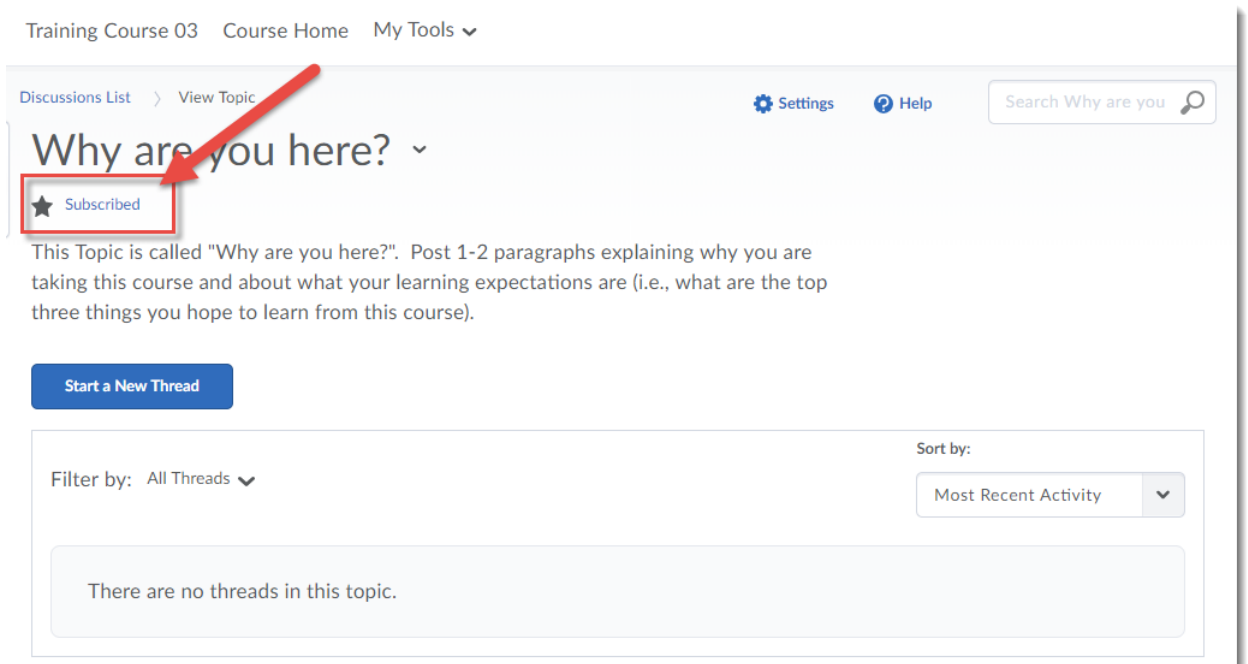 Training Course 03 Course Home My Tools
Discussions List > View Topic
Settings Help Search Why are you
Why are you here?
Subscribed
This Topic is called "Why are you here?". Post 1-2 paragraphs explaining why you are
taking this course and about what your learning expectations are (i.e., what are the top
three things you hope to learn from this course).
Start a New Thread
Sort by:
Filter by: All Threads
Most Recent Activity
There are no threads in this topic.